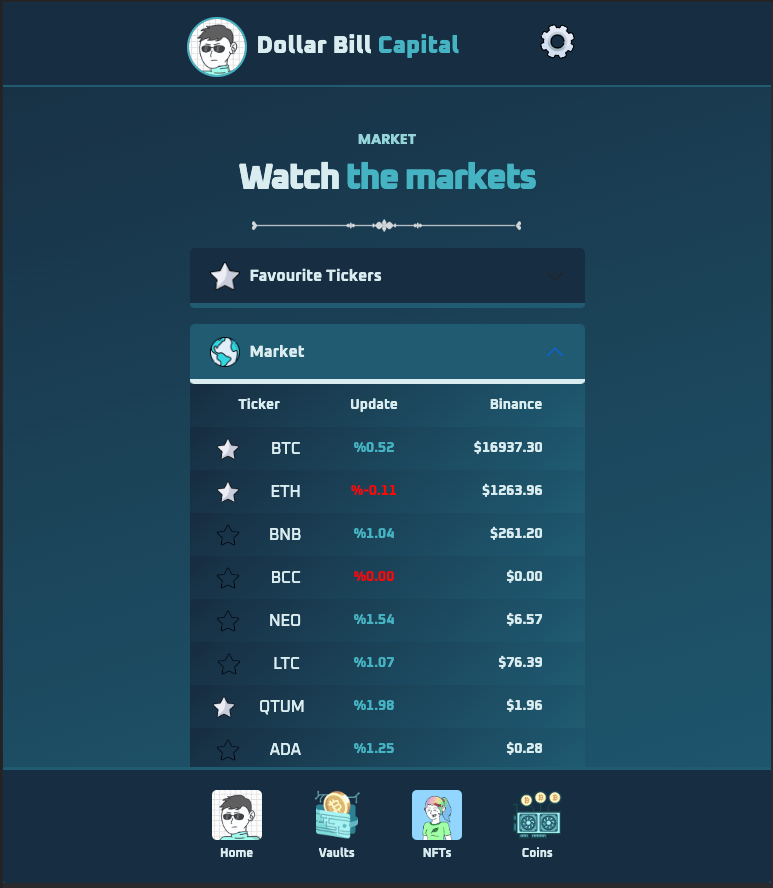 Dollar Bill Capital
MARKET
Watch the markets
Favourite Tickers
Market
Ticker Update Binance
BTC %0.52 $16937.30
ETH %-0.11 $1263.96
BNB %1.04 $261.20
BCC %0.00 $0.00
NEO %1.54 $6.57
LTC %1.07 $76.39
QTUM %1.98 $1.96
ADA %1.25 $0.28
Home Vaults NFTs Coins